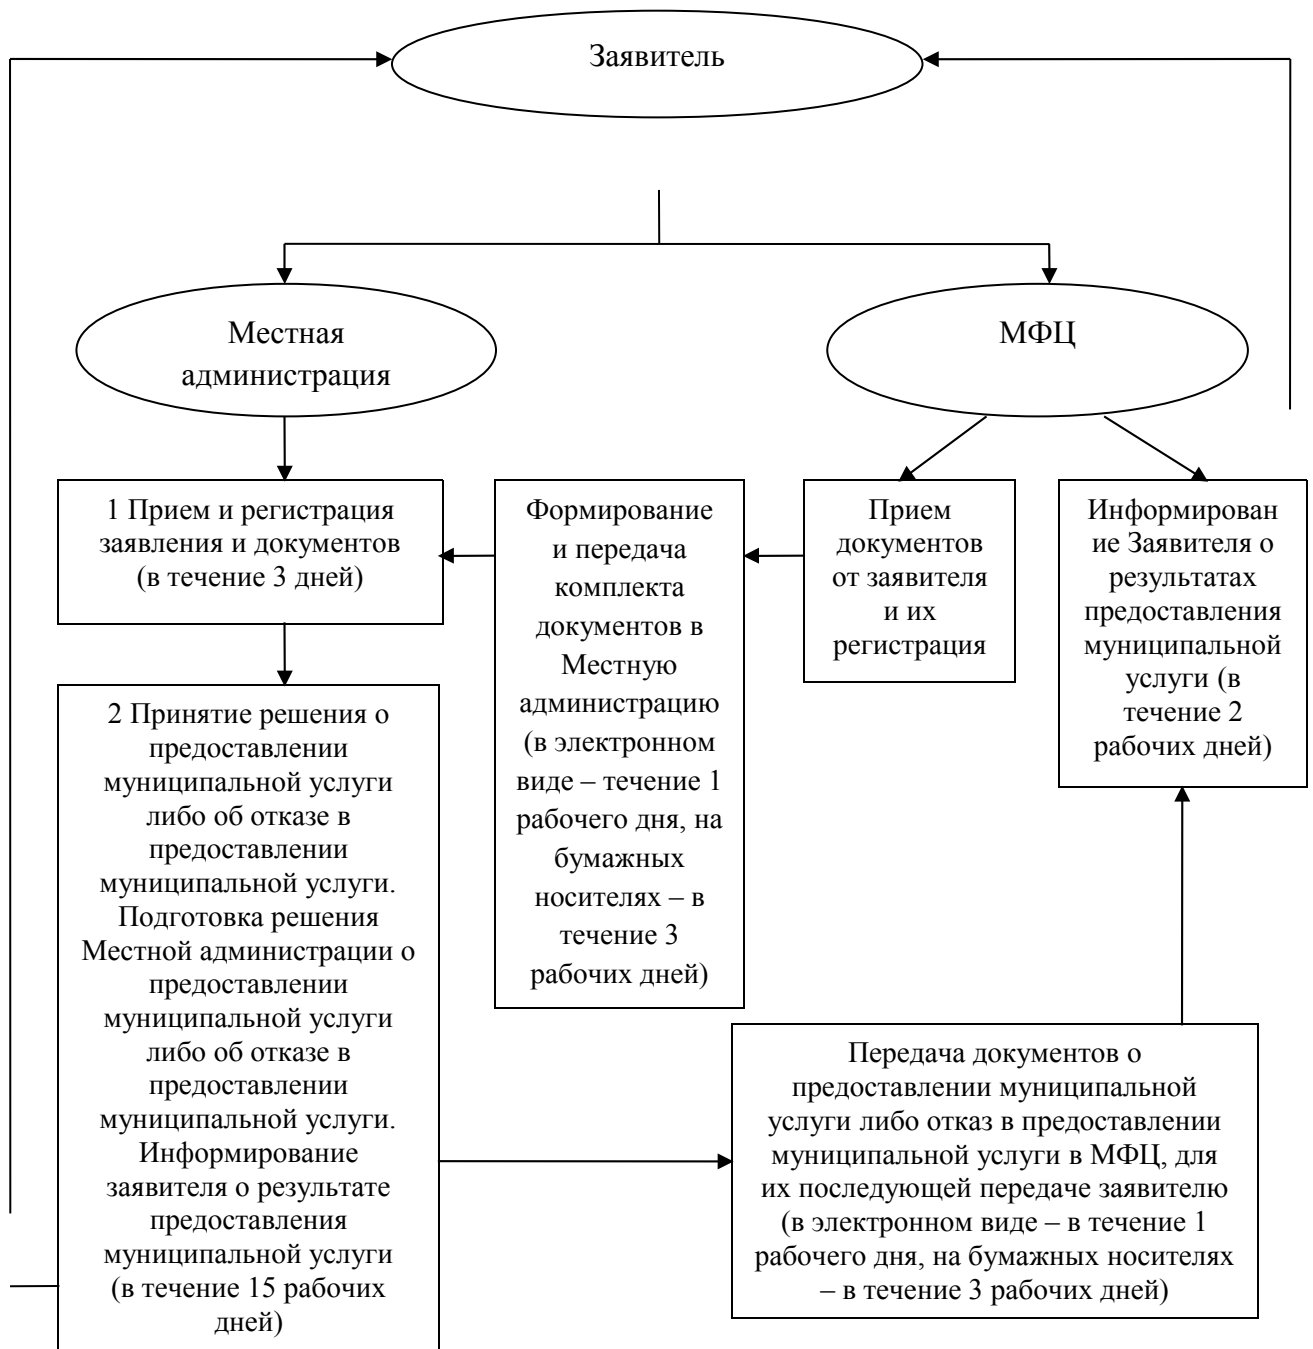 Заявитель
Местная
администрация
МФЦ
1 Прием и регистрация
заявления и документов
(в течение 3 дней)
Формирование
и передача
комплекта
документов в
Местную
администрацию
(в электронном
виде – течение 1
рабочего дня, на
бумажных
носителях – в
течение 3
рабочих дней)
Прием
документов
от заявителя
и их
регистрация
Информирован
ие Заявителя о
результатах
предоставления
муниципальной
услуги (в
течение 2
рабочих дней)
2 Принятие решения о
предоставлении
муниципальной услуги
либо об отказе в
предоставлении
муниципальной услуги.
Подготовка решения
Местной администрации о
предоставлении
муниципальной услуги
либо об отказе в
предоставлении
муниципальной услуги.
Информирование
заявителя о результате
предоставления
муниципальной услуги
(в течение 15 рабочих
дней)
Передача документов о
предоставлении муниципальной
услуги либо отказ в предоставлении
муниципальной услуги в МФЦ, для
их последующей передаче заявителю
(в электронном виде – в течение 1
рабочего дня, на бумажных носителях
– в течение 3 рабочих дней)